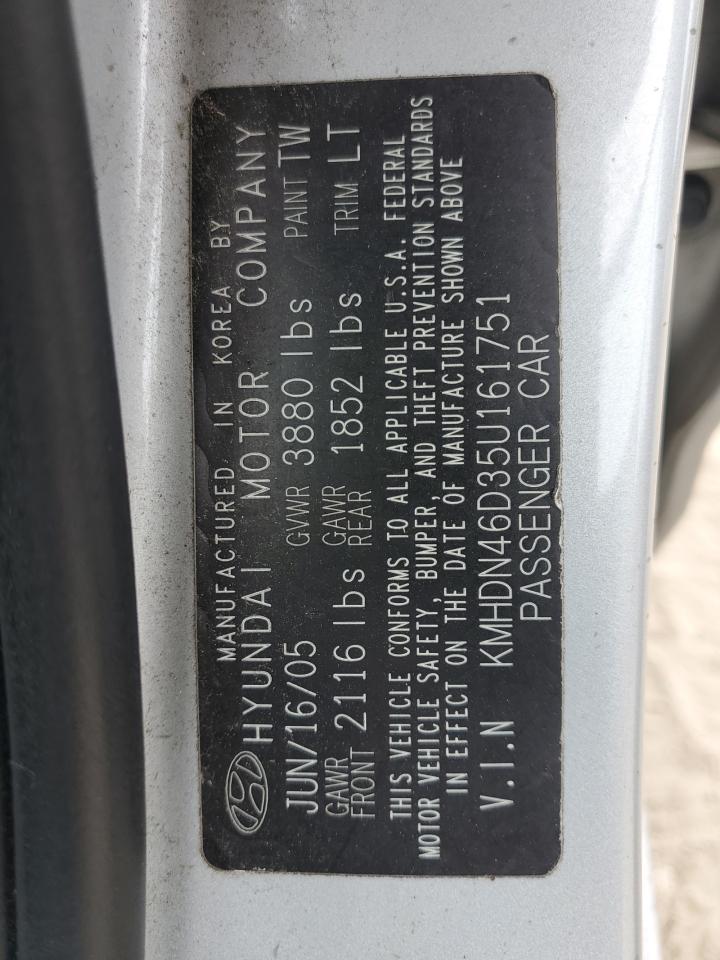 MANUFACTURED IN KOREA BY
HYUNDAI MOTOR COMPANY
JUN/16/05 GVWR 3880 lbs PAINT TW
GAWR FRONT 2116 lbs GAWR REAR 1852 lbs TRIM LT
THIS VEHICLE CONFORMS TO ALL APPLICABLE U.S.A. FEDERAL
MOTOR VEHICLE SAFETY, BUMPER, AND THEFT PREVENTION STANDARDS
IN EFFECT ON THE DATE OF MANUFACTURE SHOWN ABOVE
V.I.N KMHDN46D35U161751
PASSENGER CAR